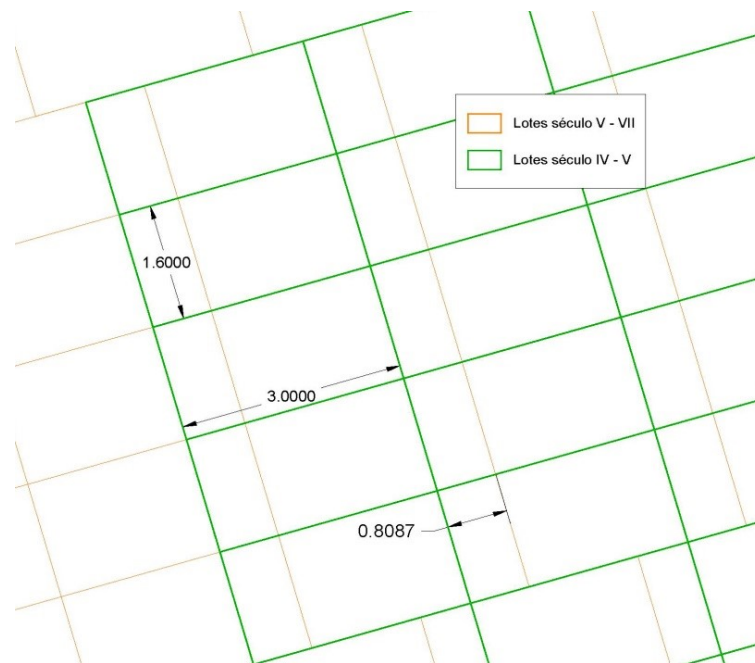 Lotes século V - VII
Lotes século IV - V
1.6000
3.0000
0.8087